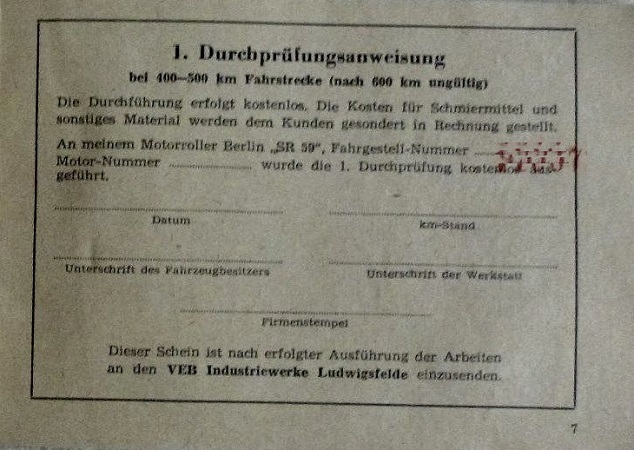 1. Durchprüfungsanweisung
bei 400—500 km Fahrstrecke (nach 600 km ungültig)
Die Durchführung erfolgt kostenlos. Die Kosten für Schmiermittel und
sonstiges Material werden dem Kunden gesondert in Rechnung gestellt.
An meinem Motorroller Berlin „SR 59", Fahrgestell-Nummer
Motor-Nummer wurde die 1. Durchprüfung kostenlos aus-
geführt.
Datum
km-Stand
Unterschrift des Fahrzeugbesitzers
Unterschrift der Werkstatt
Firmenstempel
Dieser Schein ist nach erfolgter Ausführung der Arbeiten
an den VEB Industriewerke Ludwigsfelde einzusenden.
7